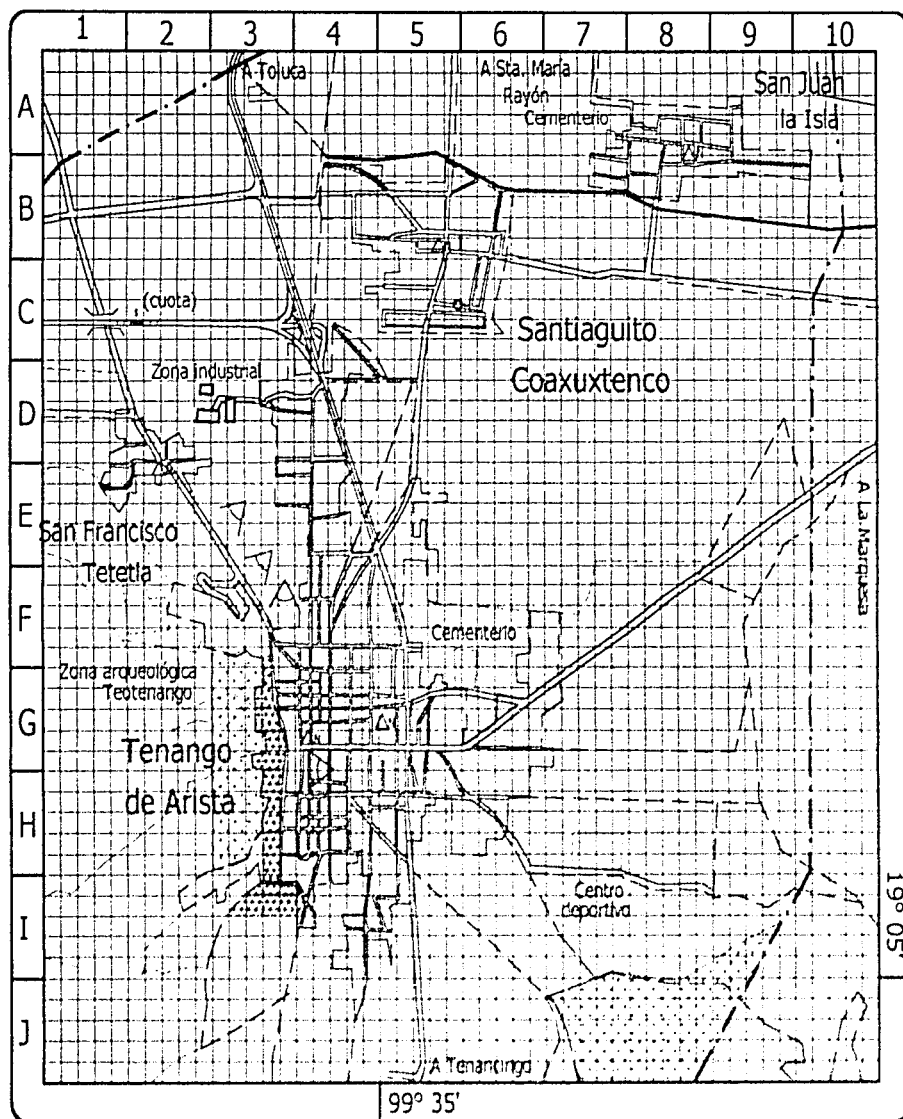 1 2 3 4 5 6 7 8 9 10
A
B
C
D
E
F
G
H
I
J
A Toluca
A Sta. María
Rayón
Cementerio
San Juan
la Isla
(cuota)
Santiaguito
Coaxuxtenco
Zona industrial
San Francisco
Tetetla
A La Marquesa
Cementerio
Zona arqueológica
Teotenango
Tenango
de Arista
Centro
deportivo
19° 05'
A Tenancingo
99° 35'